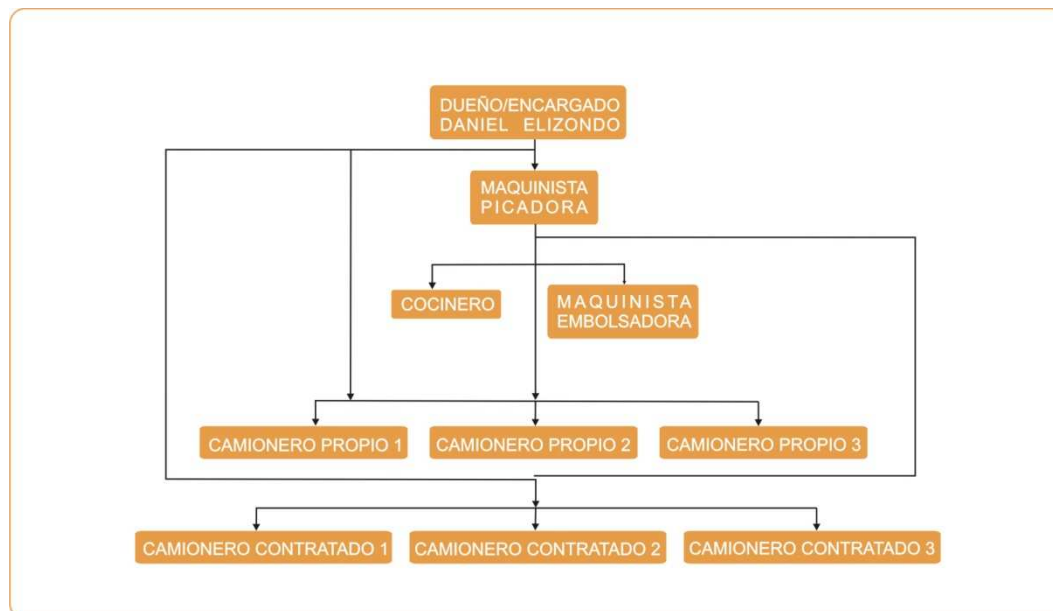 DUEÑO/ENCARGADO
DANIEL ELIZONDO
MAQUINISTA
PICADORA
COCINERO
MAQUINISTA
EMBOLSADORA
CAMIONERO PROPIO 1
CAMIONERO PROPIO 2
CAMIONERO PROPIO 3
CAMIONERO CONTRATADO 1
CAMIONERO CONTRATADO 2
CAMIONERO CONTRATADO 3